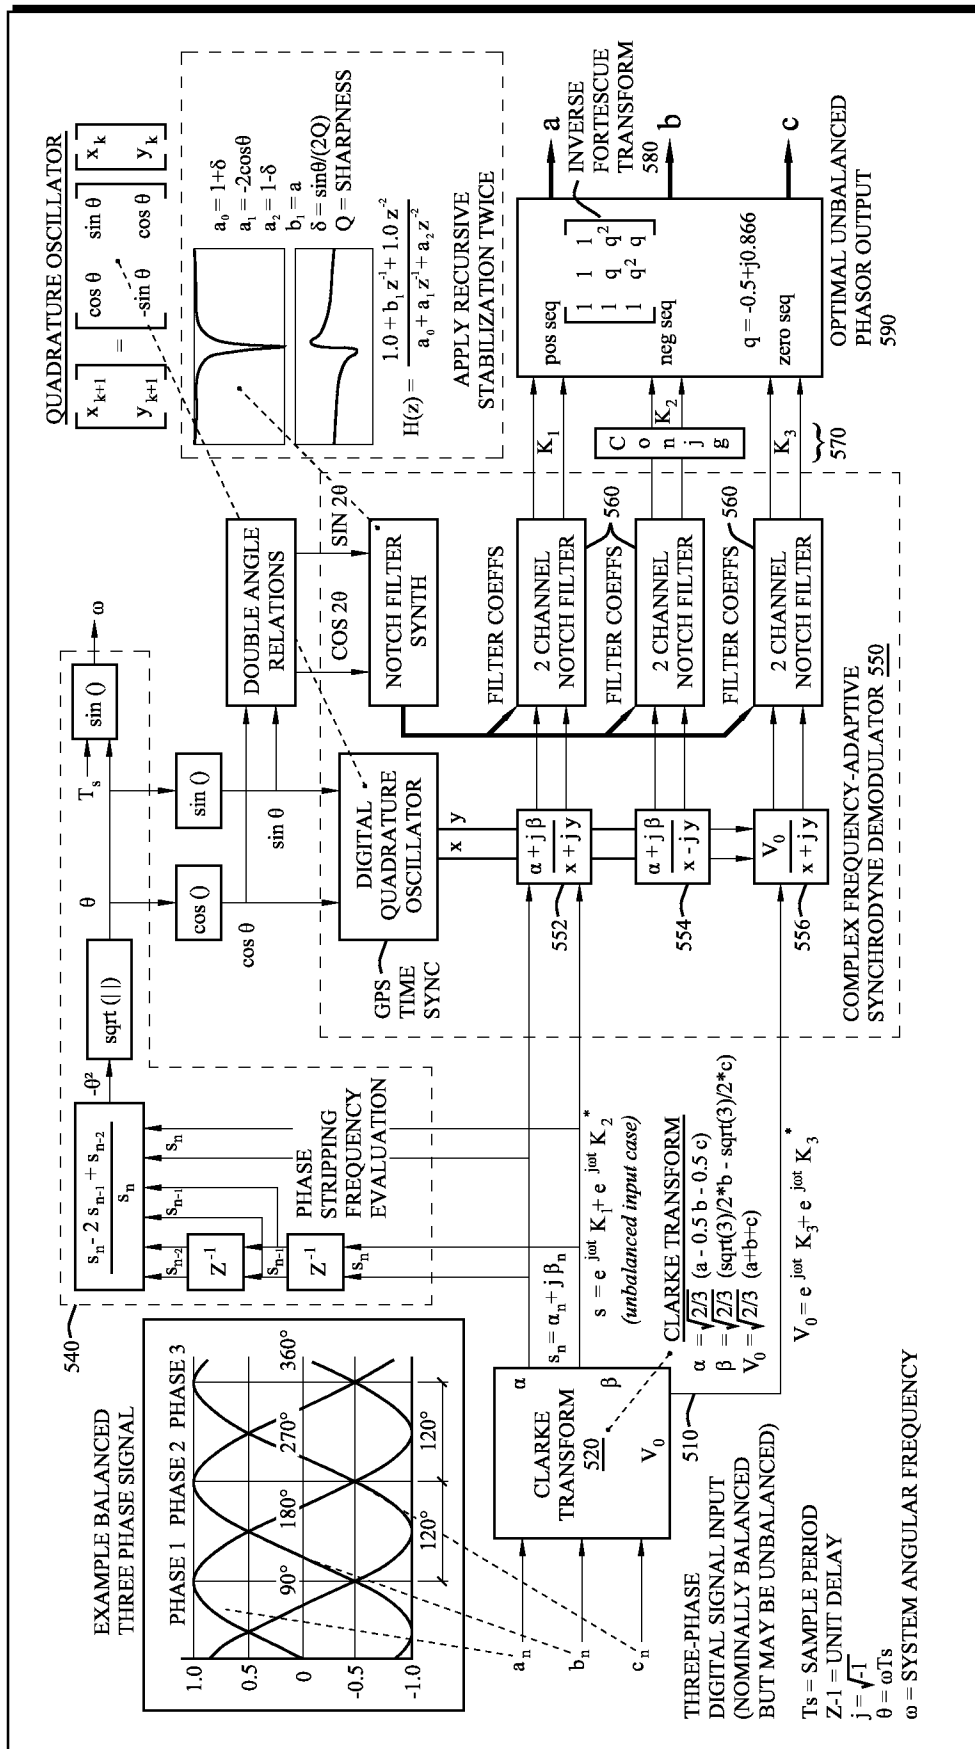 EXAMPLE BALANCED
THREE PHASE SIGNAL
PHASE 1 PHASE 2 PHASE 3
1.0
0.5
0
-0.5
-1.0
90°
180°
270°
360°
120°
120°
540
s_n - 2 s_{n-1} + s_{n-2}
s_n
-θ²
sqrt (| |)
θ
T_s
sin ()
ω
s_{n-2}
Z^{-1}
s_{n-1}
Z^{-1}
s_n
s_{n-1}
s_n
PHASE
STRIPPING
FREQUENCY
EVALUATION
cos ()
sin ()
cos θ
sin θ
DOUBLE ANGLE
RELATIONS
COS 2θ
SIN 2θ
QUADRATURE OSCILLATOR
[x_{k+1} y_{k+1}] = [cos θ sin θ
-sin θ cos θ] [x_k y_k]
a_0 = 1+δ
a_1 = -2cosθ
a_2 = 1-δ
b_1 = a
δ = sinθ/(2Q)
Q = SHARPNESS
H(z) = 1.0 + b_1 z^{-1} + 1.0 z^{-2}
a_0 + a_1 z^{-1} + a_2 z^{-2}
APPLY RECURSIVE
STABILIZATION TWICE
DIGITAL
QUADRATURE
OSCILLATOR
GPS
TIME
SYNC
x y
NOTCH FILTER
SYNTH
FILTER COEFFS
2 CHANNEL
NOTCH FILTER
FILTER COEFFS
2 CHANNEL
NOTCH FILTER
FILTER COEFFS
2 CHANNEL
NOTCH FILTER
560
560
α + j β
x + j y
552
α + j β
x - j y
554
V_0
x + j y
556
COMPLEX FREQUENCY-ADAPTIVE
SYNCHRODYNE DEMODULATOR 550
K_1
Conjg
K_2
K_3
570
pos seq
neg seq
zero seq
1 1 1
1 q q²
1 q² q
q = -0.5+j0.866
INVERSE
FORTESCUE
TRANSFORM
580
a
b
c
OPTIMAL UNBALANCED
PHASOR OUTPUT
590
a_n
b_n
c_n
CLARKE
TRANSFORM
520
α
β
V_0
510
s_n = α_n + j β_n
s = e^{jωt} K_1 + e^{jωt} K_2^*
(unbalanced input case)
CLARKE TRANSFORM
α = √2/3 (a - 0.5 b - 0.5 c)
β = √2/3 (sqrt(3)/2*b - sqrt(3)/2*c)
V_0 = √2/3 (a+b+c)
V_0 = e^{jωt} K_3 + e^{jωt} K_3^*
THREE-PHASE
DIGITAL SIGNAL INPUT
(NOMINALLY BALANCED
BUT MAY BE UNBALANCED)
Ts = SAMPLE PERIOD
Z-1 = UNIT DELAY
j = √-1
θ = ωTs
ω = SYSTEM ANGULAR FREQUENCY